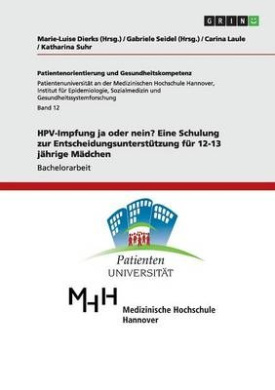 GRIN
Marie-Luise Dierks (Hrsg.) / Gabriele Seidel (Hrsg.) / Carina Laule
/ Katharina Suhr
Patientenorientierung und Gesundheitskompetenz
Patientenuniversität an der Medizinischen Hochschule Hannover,
Institut für Epidemiologie, Sozialmedizin und
Gesundheitssystemforschung
Band 12
HPV-Impfung ja oder nein? Eine Schulung
zur Entscheidungsunterstützung für 12-13
jährige Mädchen
Bachelorarbeit
Patienten
UNIVERSITÄT
MHH
Medizinische Hochschule
Hannover